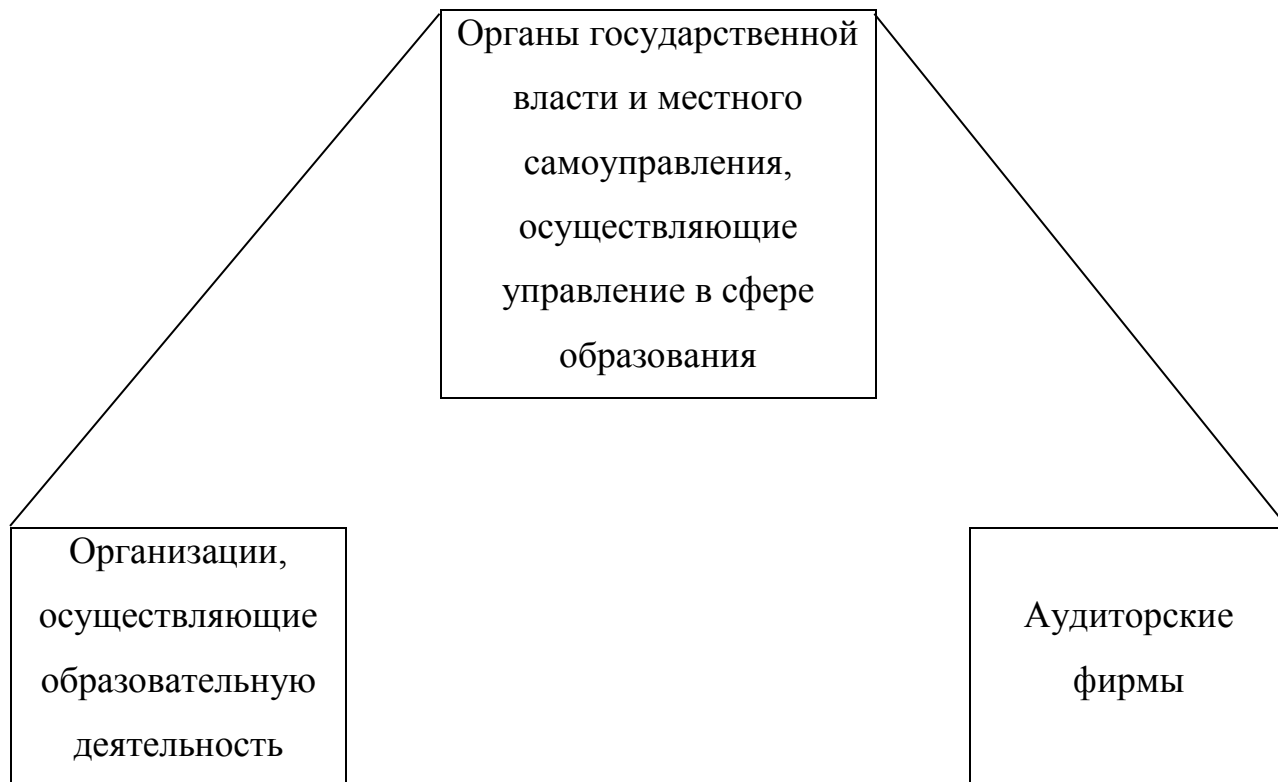 Органы государственной
власти и местного
самоуправления,
осуществляющие
управление в сфере
образования
Организации,
осуществляющие
образовательную
деятельность
Аудиторские
фирмы